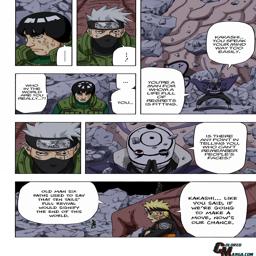 KAKASHI...
YOU SPEAK
YOUR MIND
WAY TOO
EASILY.
...
...
YOU'RE A MAN
FOR WHOM A
LIFE FULL
OF
REGRETS
IS FITTING.
YOU...
WHO
IN THE
WORLD
ARE YOU
REALLY...?!
IS THERE
ANY POINT IN
TELLING YOU,
WHO CAN'T
REMEMBER
PEOPLE'S
FACES?
OLD MAN SIX
PATHS USED TO SAY
THAT TEN TAILS'
FULL REVIVAL
WOULD SIGNIFY
THE END OF THIS
WORLD.
KAKASHI... LIKE
YOU SAID, IF
WE'RE GOING
TO MAKE A
MOVE, NOW'S
OUR CHANCE.
COLORED
MANGA.COM